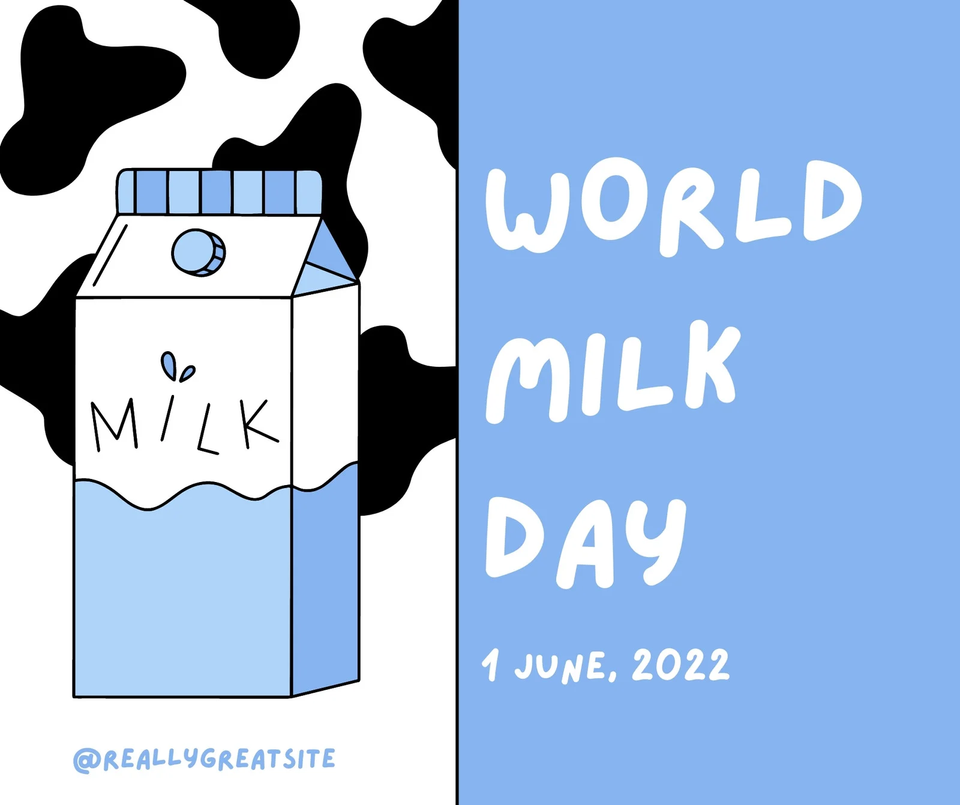 MILK
@REALLYGREATSITE
WORLD
MILK
DAY
1 JUNE, 2022